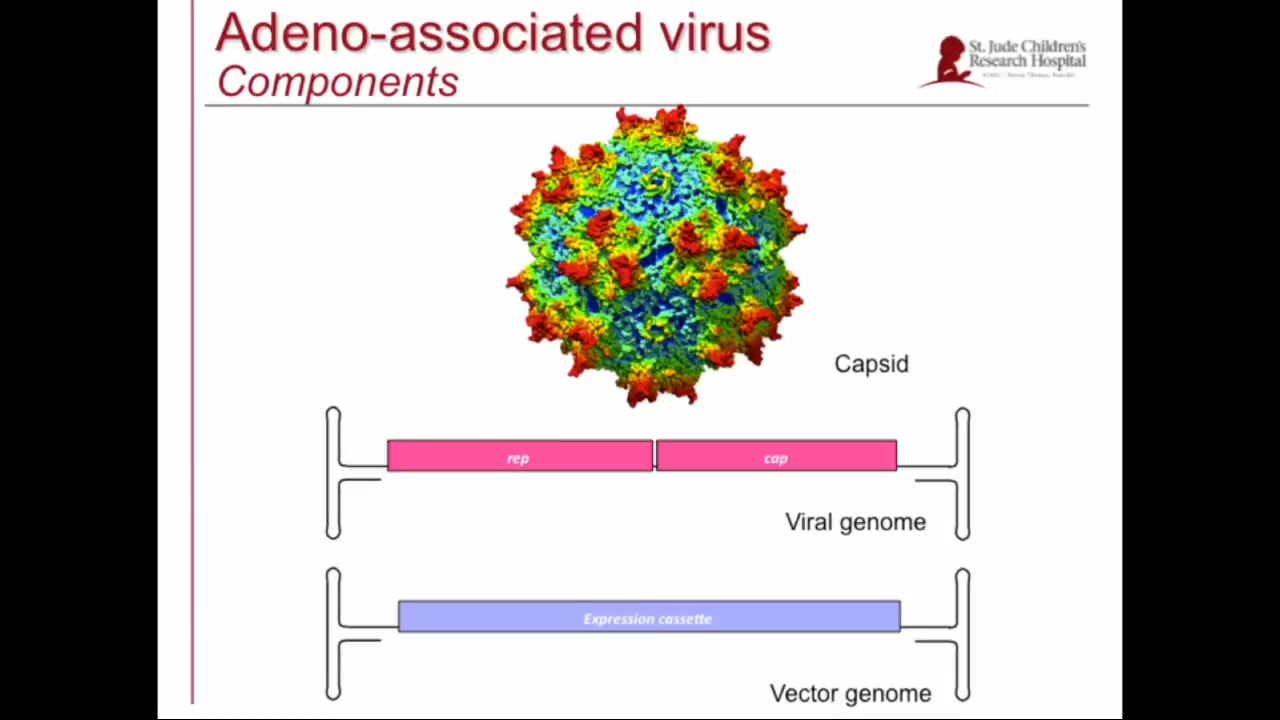 Adeno-associated virus
Components
St. Jude Children's
Research Hospital
Capsid
rep
cap
Viral genome
Expression cassette
Vector genome